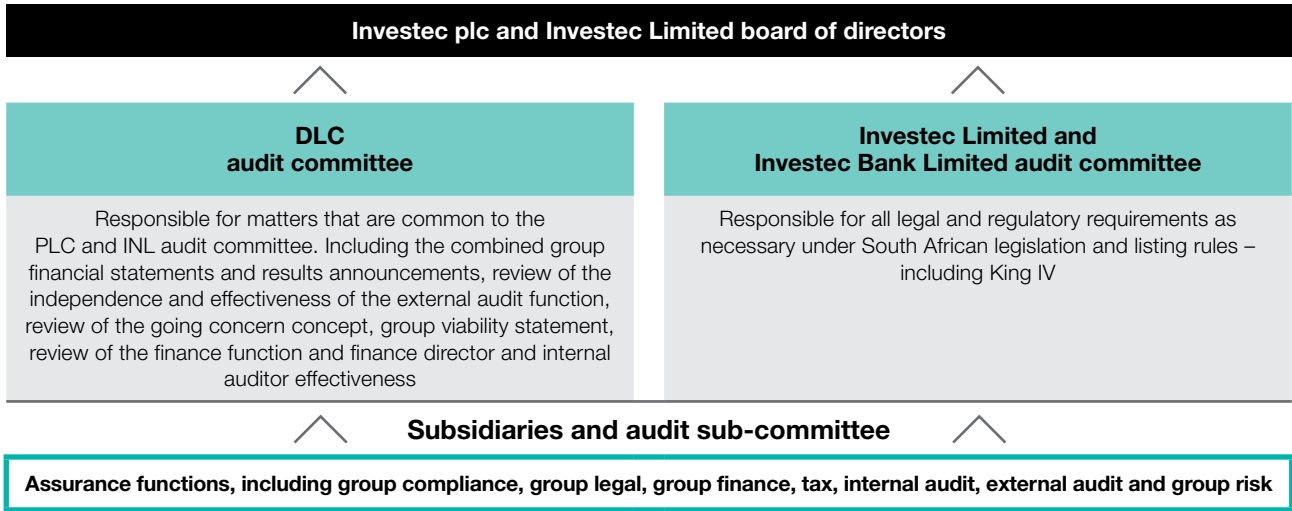 Investec plc and Investec Limited board of directors
DLC
audit committee
Responsible for matters that are common to the
PLC and INL audit committee. Including the combined group
financial statements and results announcements, review of the
independence and effectiveness of the external audit function,
review of the going concern concept, group viability statement,
review of the finance function and finance director and internal
auditor effectiveness
Investec Limited and
Investec Bank Limited audit committee
Responsible for all legal and regulatory requirements as
necessary under South African legislation and listing rules –
including King IV
Subsidiaries and audit sub-committee
Assurance functions, including group compliance, group legal, group finance, tax, internal audit, external audit and group risk